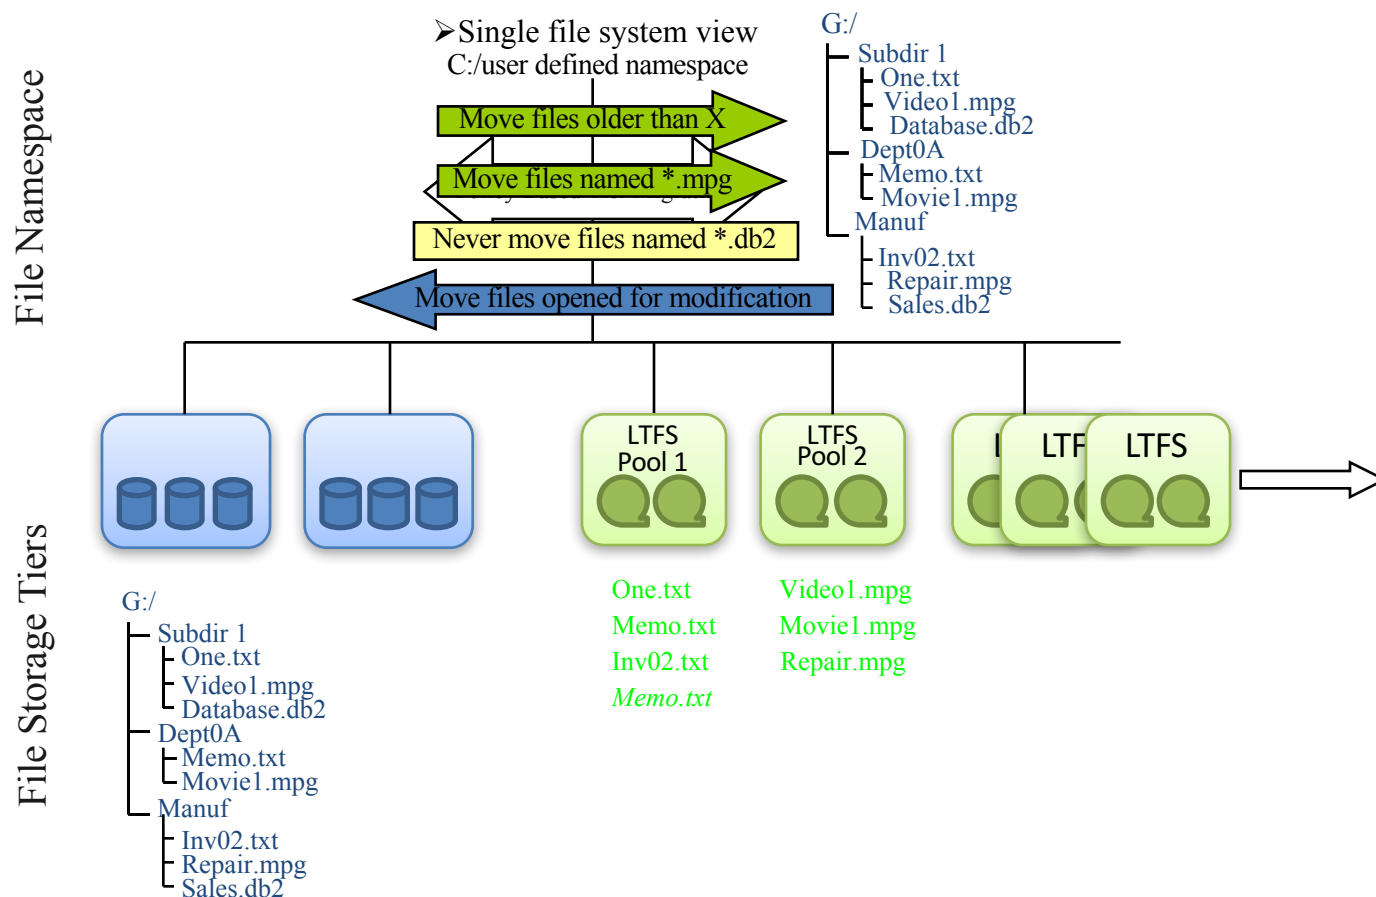 File Namespace
➢Single file system view
C:/user defined namespace
Move files older than X
Move files named *.mpg
Never move files named *.db2
Move files opened for modification
G:/
Subdir 1
One.txt
Video1.mpg
Database.db2
Dept0A
Memo.txt
Movie1.mpg
Manuf
Inv02.txt
Repair.mpg
Sales.db2
File Storage Tiers
LTFS
Pool 1
LTFS
Pool 2
LTF
LTFS
One.txt
Memo.txt
Inv02.txt
Memo.txt
Video1.mpg
Movie1.mpg
Repair.mpg
G:/
Subdir 1
One.txt
Video1.mpg
Database.db2
Dept0A
Memo.txt
Movie1.mpg
Manuf
Inv02.txt
Repair.mpg
Sales.db2